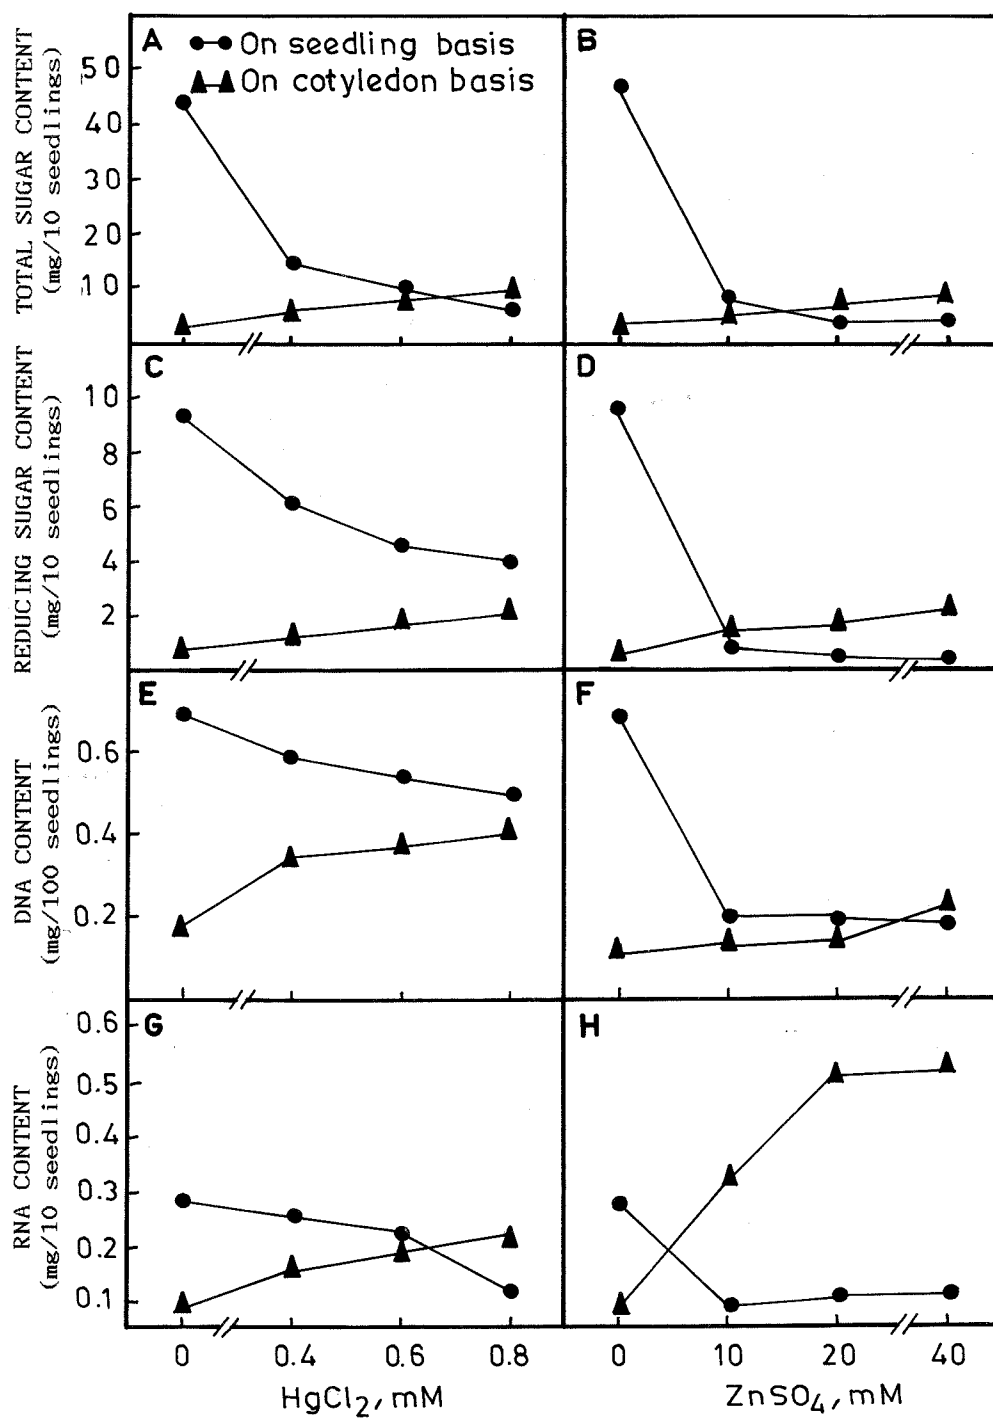 A
On seedling basis
On cotyledon basis
B
TOTAL SUGAR CONTENT
(mg/10 seedlings)
50
40
30
20
10
C
D
REDUCING SUGAR CONTENT
(mg/10 seedlings)
10
8
6
4
2
E
F
DNA CONTENT
(mg/100 seedlings)
0.6
0.4
0.2
G
H
RNA CONTENT
(mg/10 seedlings)
0.6
0.5
0.4
0.3
0.2
0.1
0 0.4 0.6 0.8
0 10 20 40
HgCl2, mM
ZnSO4, mM